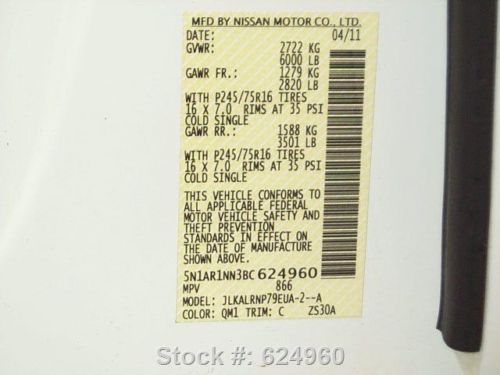 MFD BY NISSAN MOTOR CO., LTD.
DATE: 04/11
GVWR: 2722 KG
6000 LB
GAWR FR.: 1279 KG
2820 LB
WITH P245/75R16 TIRES
16 X 7.0 RIMS AT 35 PSI
COLD SINGLE
GAWR RR.: 1588 KG
3501 LB
WITH P245/75R16 TIRES
16 X 7.0 RIMS AT 35 PSI
COLD SINGLE
THIS VEHICLE CONFORMS TO
ALL APPLICABLE FEDERAL
MOTOR VEHICLE SAFETY AND
THEFT PREVENTION
STANDARDS IN EFFECT ON
THE DATE OF MANUFACTURE
SHOWN ABOVE.
5N1AR1NN3BC624960
MPV 866
MODEL: JLKALRNP79EUA-2--A
COLOR: QM1 TRIM: C ZS30A
Stock #: 624960